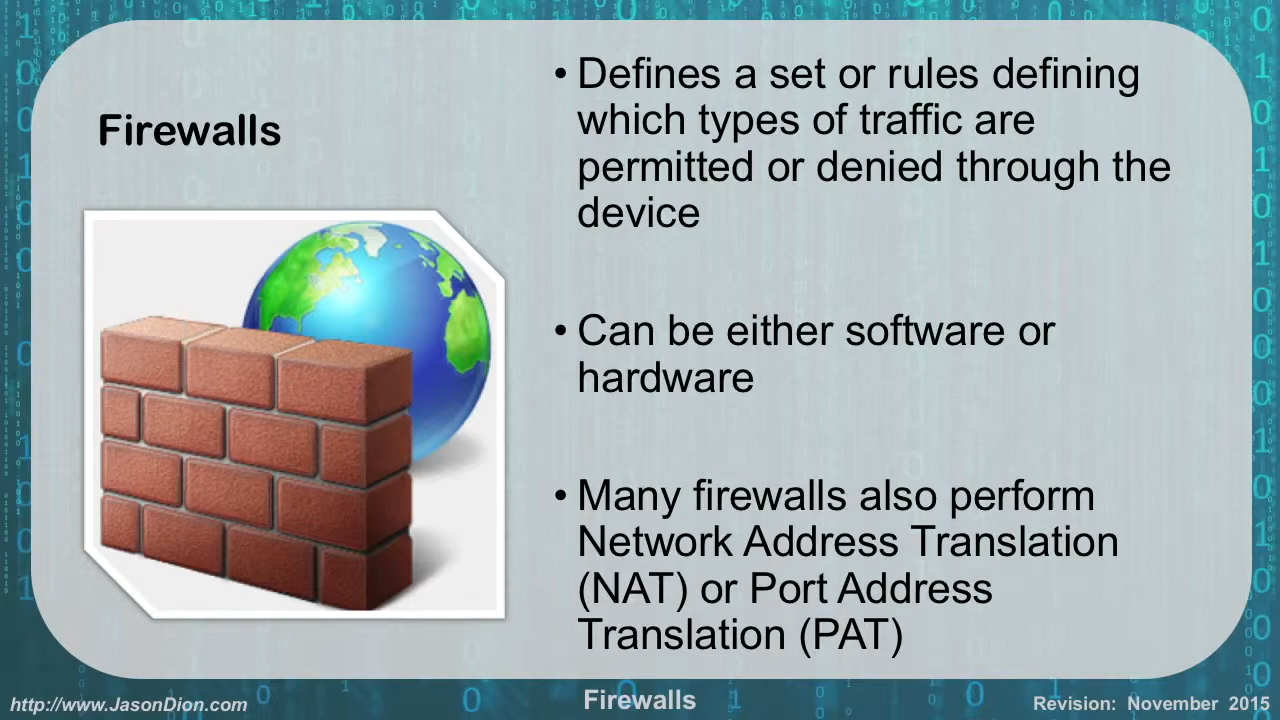 Firewalls
• Defines a set or rules defining
which types of traffic are
permitted or denied through the
device
• Can be either software or
hardware
• Many firewalls also perform
Network Address Translation
(NAT) or Port Address
Translation (PAT)
http://www.JasonDion.com
Firewalls
Revision: November 2015